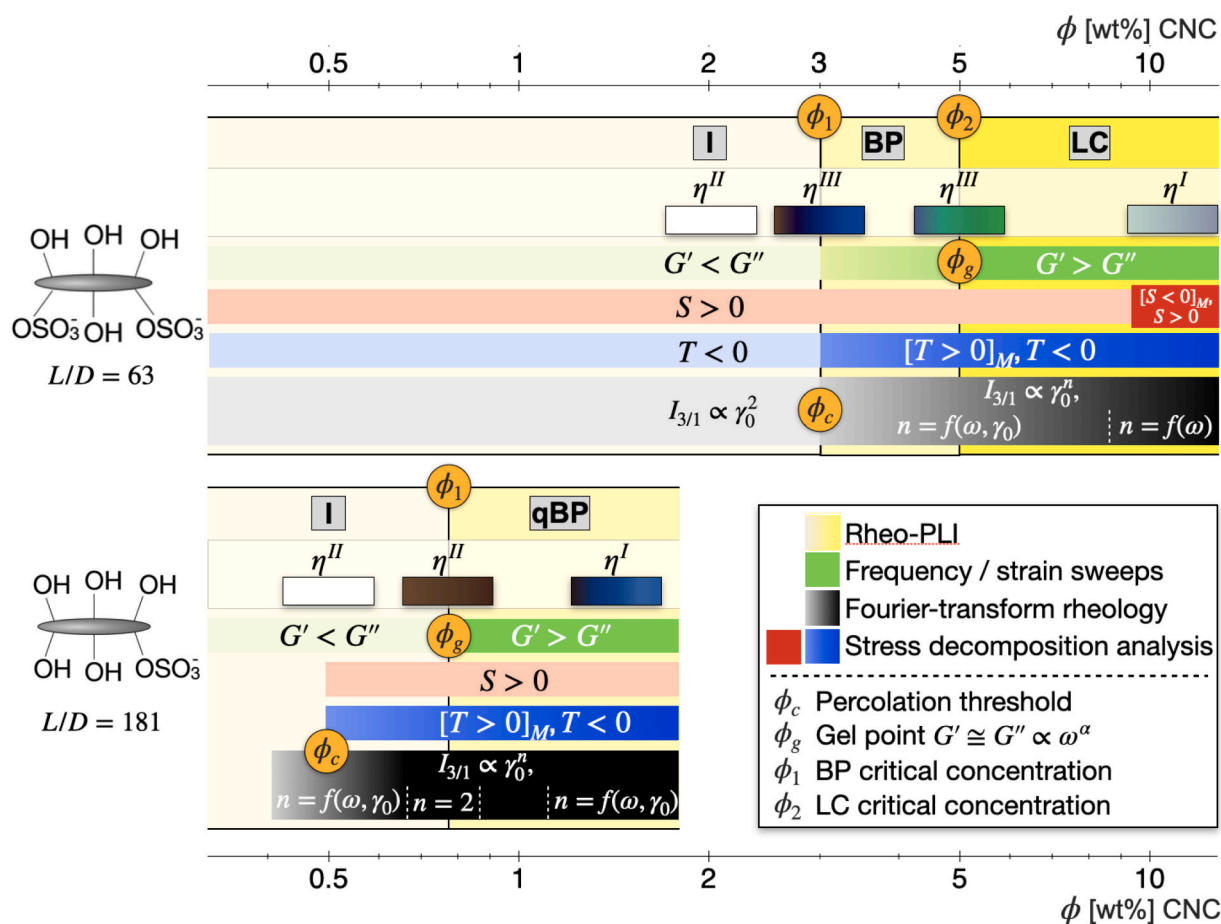 ϕ [wt%] CNC
0.5 1 2 3 5 10
ϕ₁ ϕ₂
I BP LC
η^II η^III η^III η^I
OH OH OH
OSO₃⁻ OH OSO₃⁻
L/D = 63
G′ < G″ ϕg G′ > G″
S > 0 [S < 0]M, S > 0
T < 0 [T > 0]M, T < 0
I₃/₁ ∝ γ₀² ϕc I₃/₁ ∝ γ₀ⁿ,
n = f(ω, γ₀) n = f(ω)
ϕ₁
I qBP
η^II η^II η^I
OH OH OH
OH OH OSO₃⁻
L/D = 181
G′ < G″ ϕg G′ > G″
S > 0
[T > 0]M, T < 0
ϕc I₃/₁ ∝ γ₀ⁿ,
n = f(ω, γ₀) n = 2 n = f(ω, γ₀)
Rheo-PLI
Frequency / strain sweeps
Fourier-transform rheology
Stress decomposition analysis
ϕc Percolation threshold
ϕg Gel point G′ ≅ G″ ∝ ω^α
ϕ₁ BP critical concentration
ϕ₂ LC critical concentration
0.5 1 2 3 5 10
ϕ [wt%] CNC